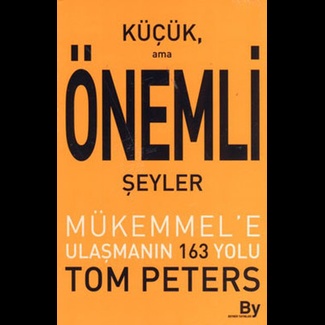 KÜÇÜK,
ama
ÖNEMLİ
ŞEYLER
MÜKEMMEL'E
ULAŞMANIN 163 YOLU
TOM PETERS
By